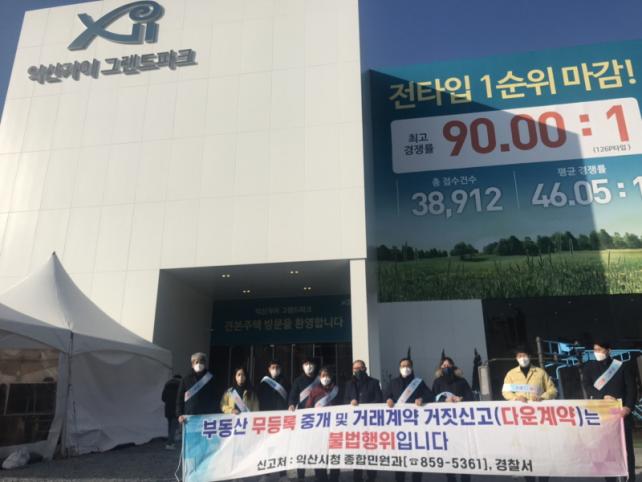 Xii
익산자이 그랜드파크
전타입 1순위 마감!
최고 경쟁률 90.00 : 1
(126P타입)
총 접수건수 평균 경쟁률
38,912 46.05 : 1
익산자이 그랜드파크
견본주택 방문을 환영합니다
부동산 무등록 중개 및 거래계약 거짓신고(다운계약)는
불법행위입니다
신고처 : 익산시청 종합민원과[☎859-5361], 경찰서